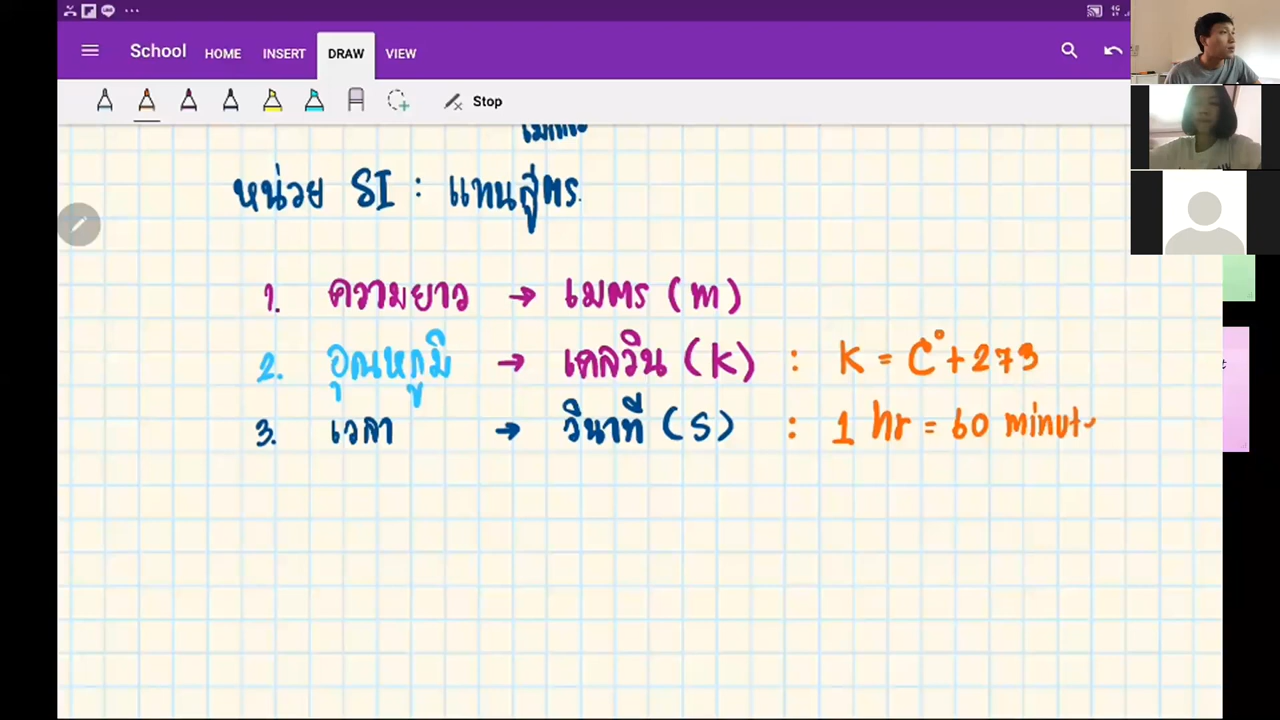 School HOME INSERT DRAW VIEW
Stop
หน่วย SI : แทนสูตร
1. ความยาว → เมตร (m)
2. อุณหภูมิ → เคลวิน (K) : K = C° + 273
3. เวลา → วินาที (S) : 1 hr = 60 minut